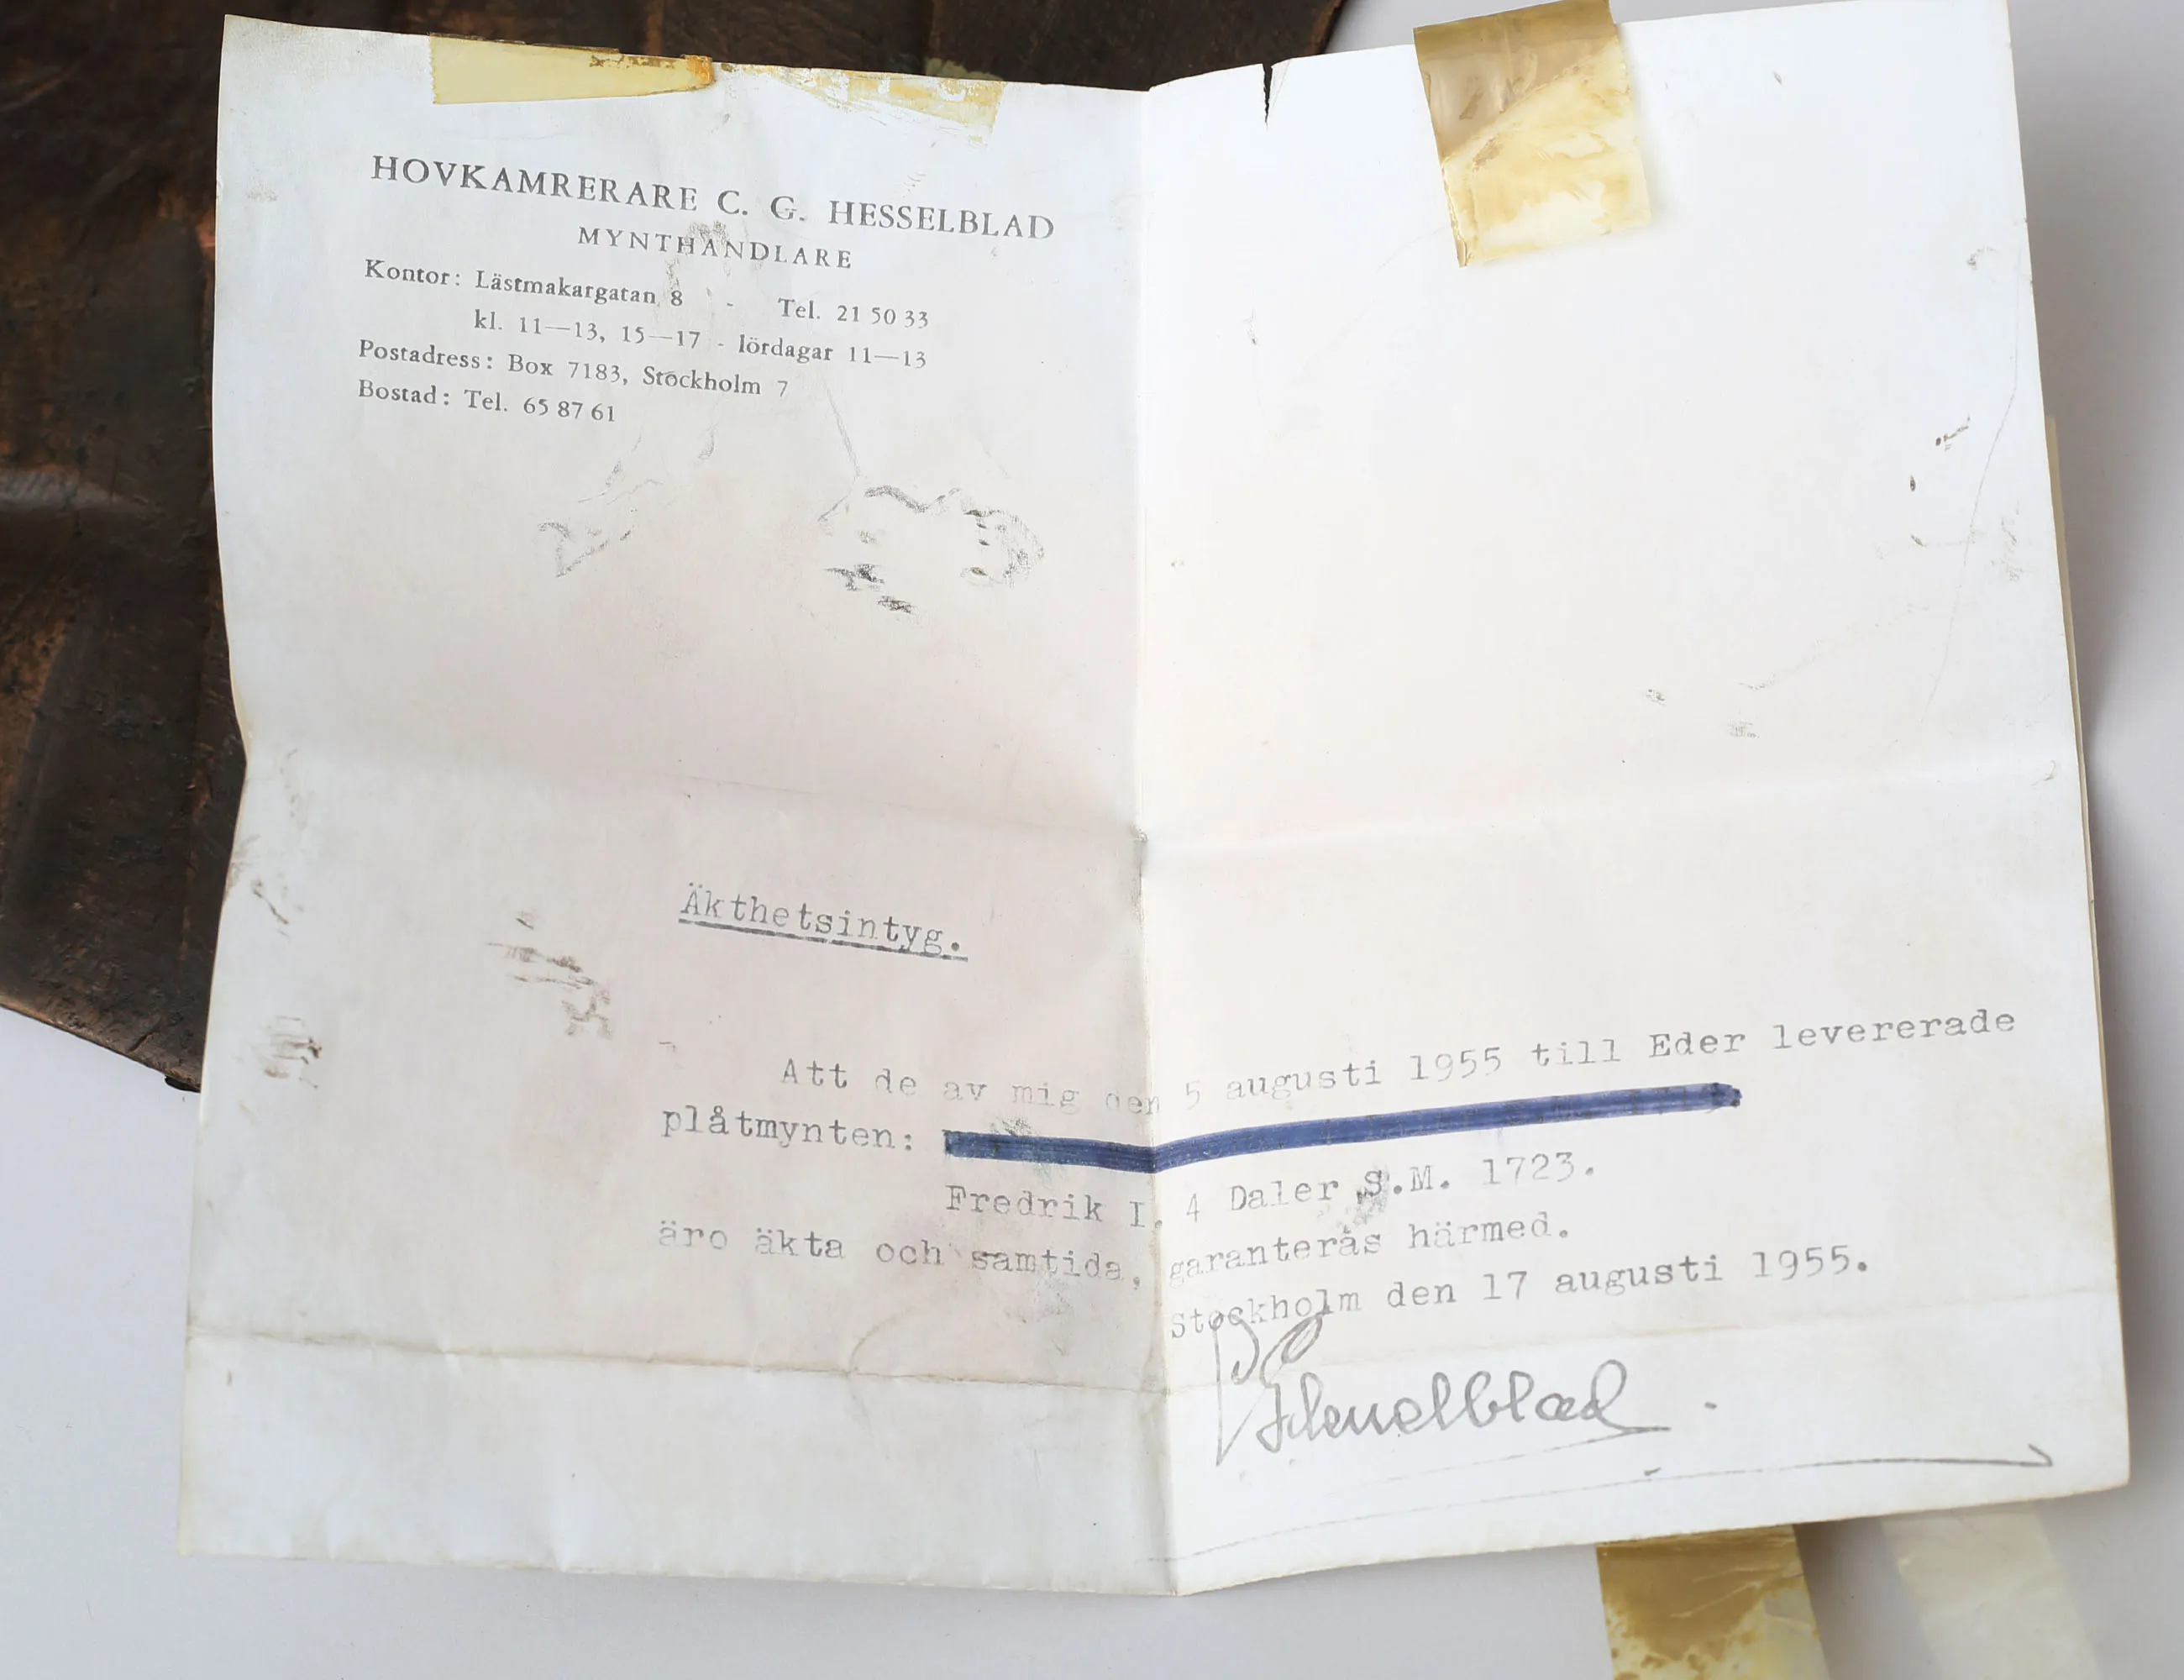 HOVKAMRERARE C. G. HESSELBLAD
MYNTHANDLARE
Kontor: Lästmakargatan 8 - Tel. 21 50 33
kl. 11—13, 15—17 - lördagar 11—13
Postadress: Box 7183, Stockholm 7
Bostad: Tel. 65 87 61
Äkthetsintyg.
Att de av mig den 5 augusti 1955 till Eder levererade
plåtmynten:
Fredrik I. 4 Daler S.M. 1723.
äro äkta och samtida, garanteras härmed.
Stockholm den 17 augusti 1955.
Hesselblad